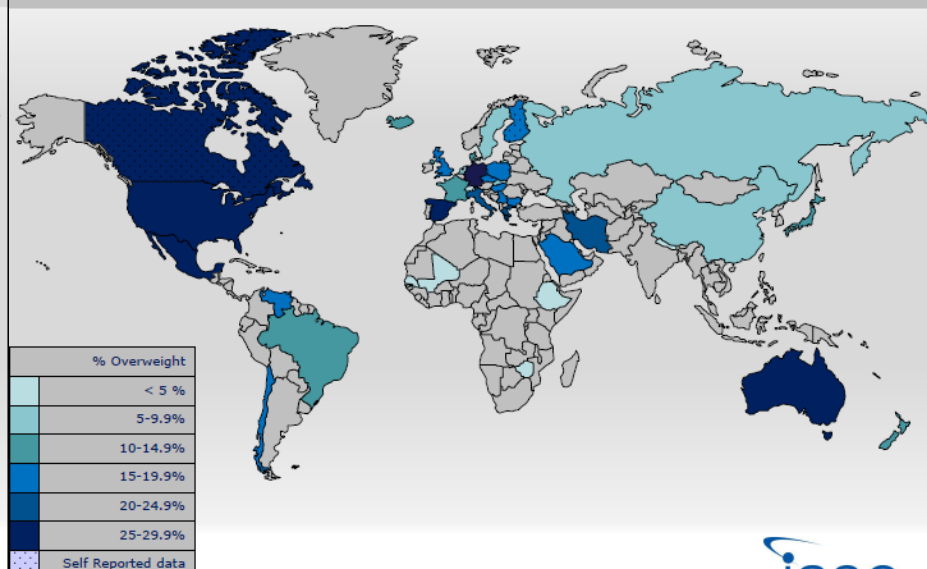 % Overweight
< 5 %
5-9.9%
10-14.9%
15-19.9%
20-24.9%
25-29.9%
Self Reported data